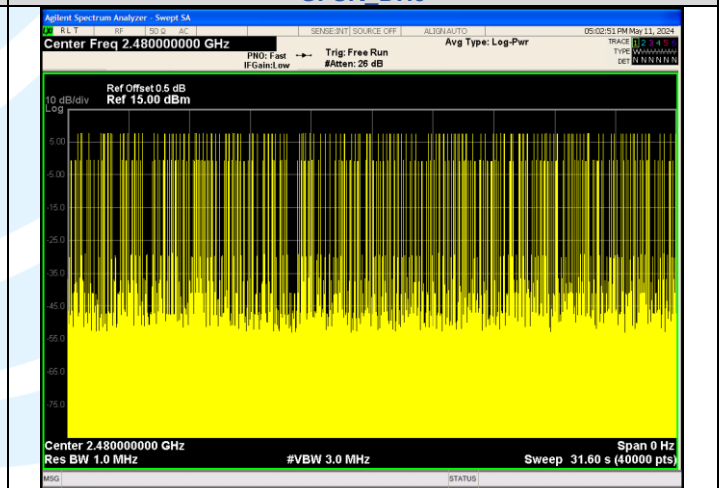 Agilent Spectrum Analyzer - Swept SA
RLT RF 50 Ω AC SENSE:INT SOURCE OFF ALIGNAUTO 05:02:51 PM May 11, 2024
Center Freq 2.480000000 GHz
PNO: Fast
IFGain:Low
Trig: Free Run
#Atten: 26 dB
Avg Type: Log-Pwr
TRACE 1 2 3 4 5 6
TYPE
DET N N N N N N
Ref Offset 0.5 dB
10 dB/div Ref 15.00 dBm
Log
5.00
-5.00
-15.0
-25.0
-35.0
-45.0
-55.0
-65.0
-75.0
Center 2.480000000 GHz Span 0 Hz
Res BW 1.0 MHz #VBW 3.0 MHz Sweep 31.60 s (40000 pts)
MSG STATUS